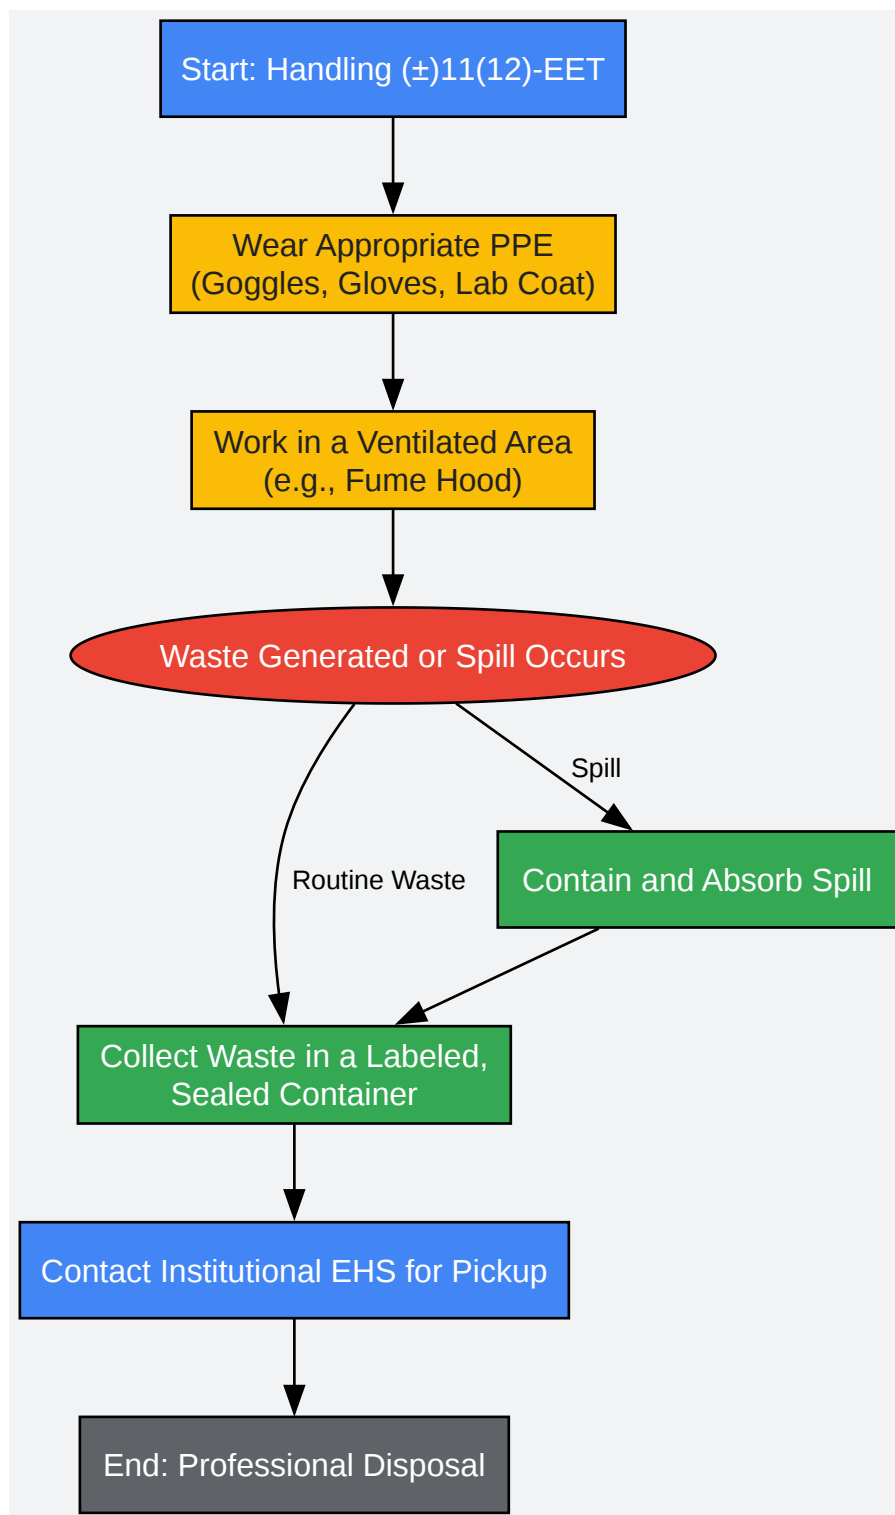 Start: Handling (±)11(12)-EET
Wear Appropriate PPE
(Goggles, Gloves, Lab Coat)
Work in a Ventilated Area
(e.g., Fume Hood)
Waste Generated or Spill Occurs
Spill
Routine Waste
Contain and Absorb Spill
Collect Waste in a Labeled,
Sealed Container
Contact Institutional EHS for Pickup
End: Professional Disposal